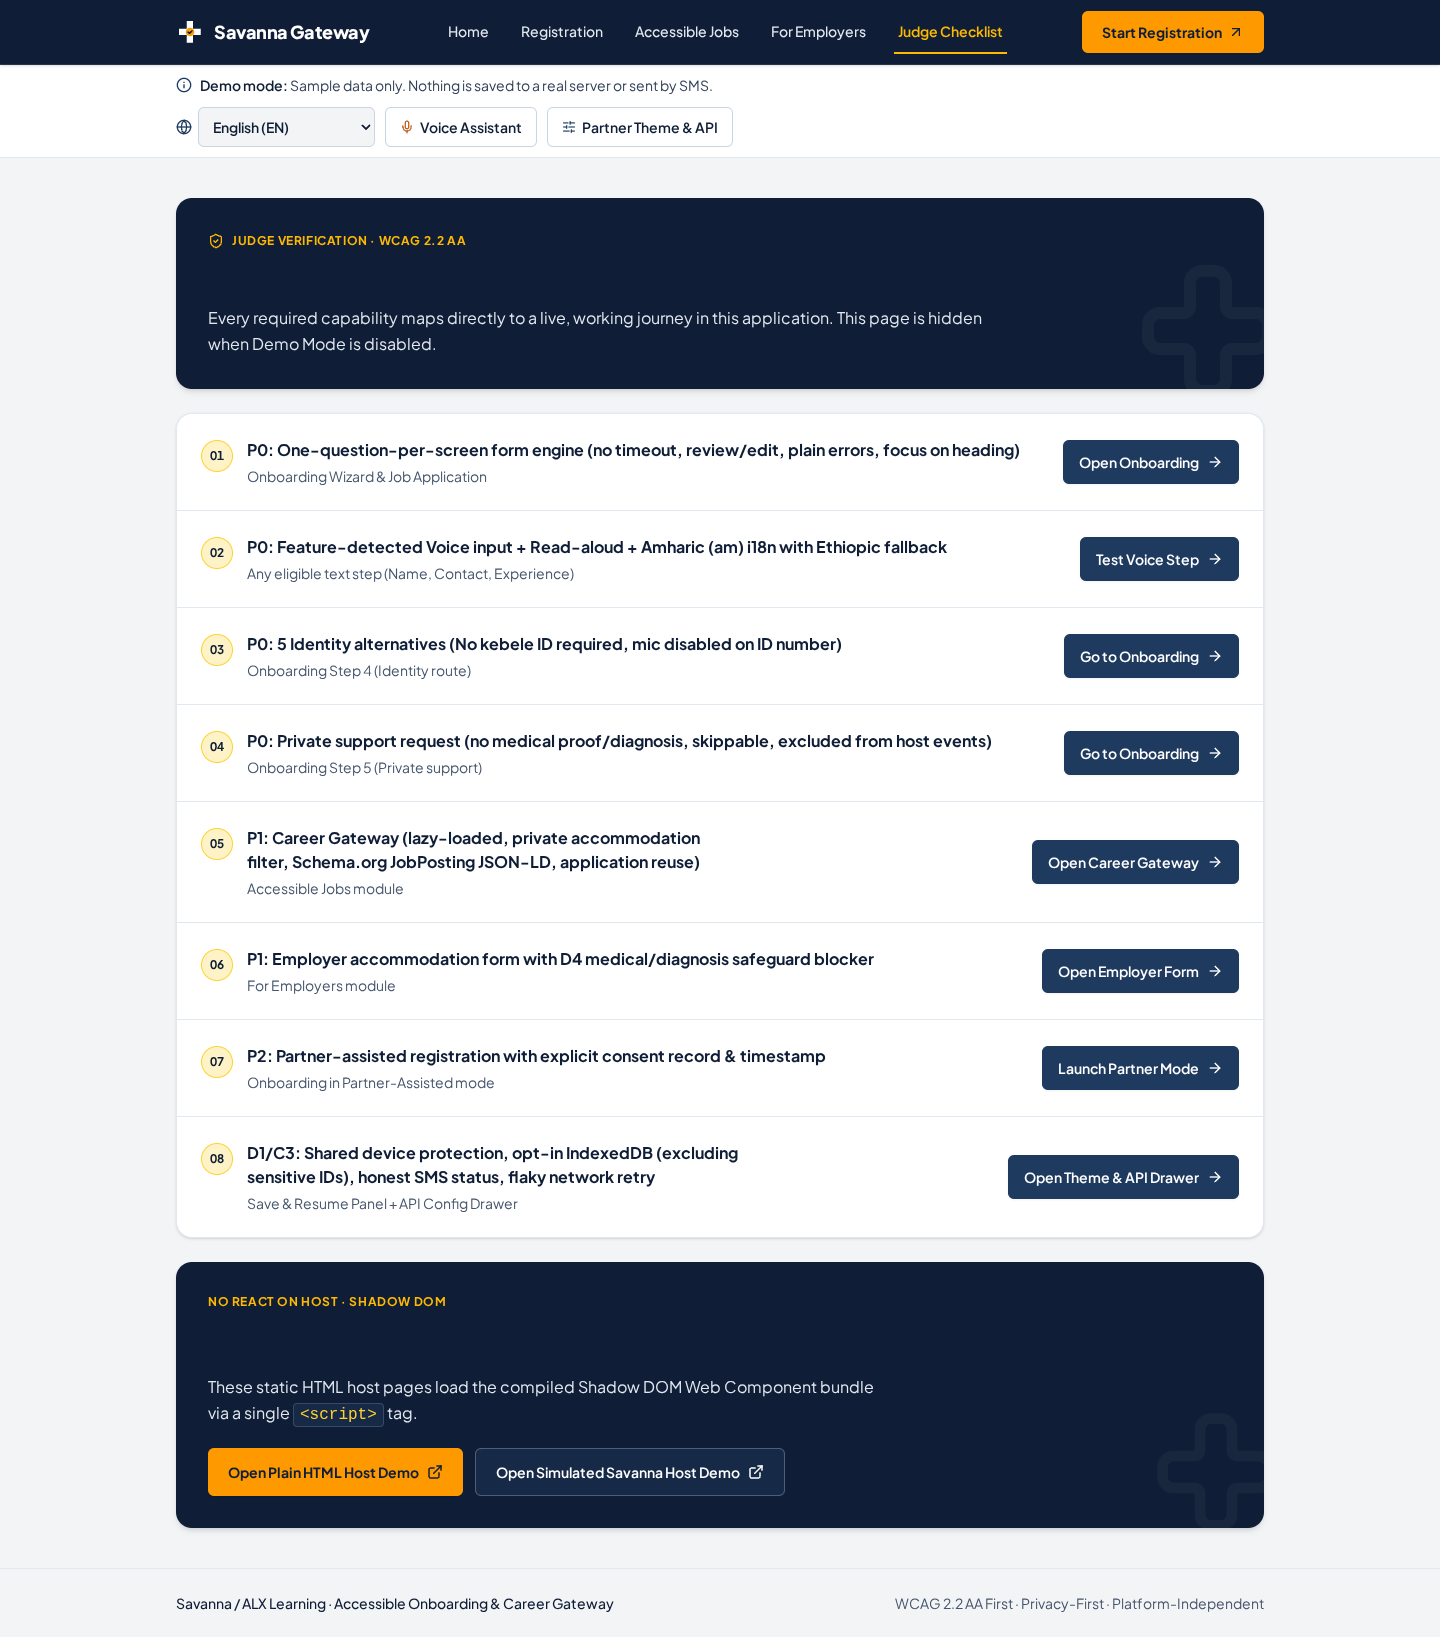 Savanna Gateway
Home
Registration
Accessible Jobs
For Employers
Judge Checklist
Start Registration
Demo mode: Sample data only. Nothing is saved to a real server or sent by SMS.
English (EN)
Voice Assistant
Partner Theme & API
JUDGE VERIFICATION · WCAG 2.2 AA
Every required capability maps directly to a live, working journey in this application. This page is hidden
when Demo Mode is disabled.
01
P0: One-question-per-screen form engine (no timeout, review/edit, plain errors, focus on heading)
Onboarding Wizard & Job Application
Open Onboarding
02
P0: Feature-detected Voice input + Read-aloud + Amharic (am) i18n with Ethiopic fallback
Any eligible text step (Name, Contact, Experience)
Test Voice Step
03
P0: 5 Identity alternatives (No kebele ID required, mic disabled on ID number)
Onboarding Step 4 (Identity route)
Go to Onboarding
04
P0: Private support request (no medical proof/diagnosis, skippable, excluded from host events)
Onboarding Step 5 (Private support)
Go to Onboarding
05
P1: Career Gateway (lazy-loaded, private accommodation
filter, Schema.org JobPosting JSON-LD, application reuse)
Accessible Jobs module
Open Career Gateway
06
P1: Employer accommodation form with D4 medical/diagnosis safeguard blocker
For Employers module
Open Employer Form
07
P2: Partner-assisted registration with explicit consent record & timestamp
Onboarding in Partner-Assisted mode
Launch Partner Mode
08
D1/C3: Shared device protection, opt-in IndexedDB (excluding
sensitive IDs), honest SMS status, flaky network retry
Save & Resume Panel + API Config Drawer
Open Theme & API Drawer
NO REACT ON HOST · SHADOW DOM
These static HTML host pages load the compiled Shadow DOM Web Component bundle
via a single <script> tag.
Open Plain HTML Host Demo
Open Simulated Savanna Host Demo
Savanna / ALX Learning · Accessible Onboarding & Career Gateway
WCAG 2.2 AA First · Privacy-First · Platform-Independent